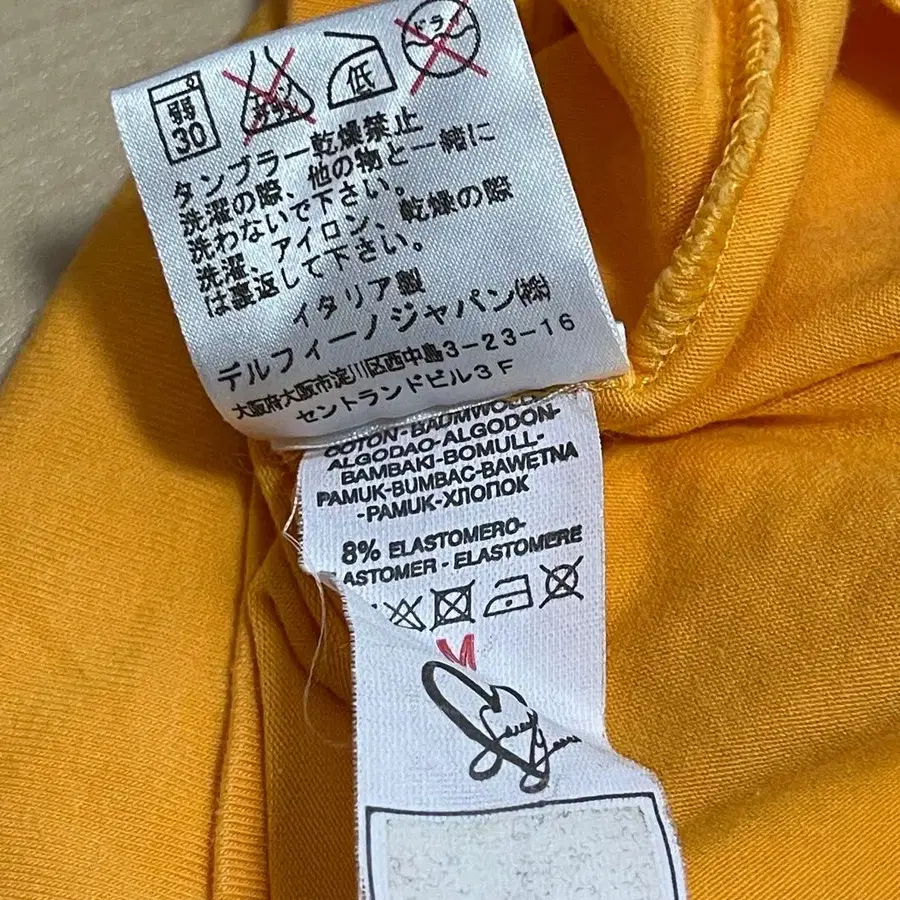 弱
30
低
ドライ
タンブラー乾燥禁止
洗濯の際、他の物と一緒に
洗わないで下さい。
洗濯、アイロン、乾燥の際
は裏返して下さい。
イタリア製
デルフィーノジャパン㈱
大阪府大阪市淀川区西中島3-23-16
セントランドビル3F
COTON-BAUMWOLL
ALGODAO-ALGODON-
BAMBAKI-BOMULL-
PAMUK-BUMBAC-BAWEŁNA
-PAMUK-ХЛОПОК
8% ELASTOMERO-
ASTOMER - ELASTOMERE